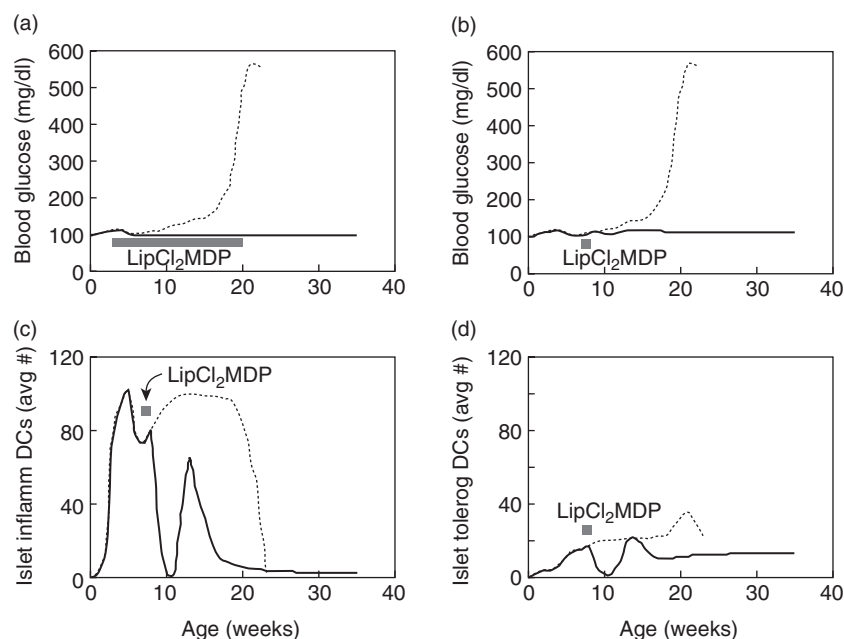 (a)
600
500
400
300
200
100
0
Blood glucose (mg/dl)
LipCl₂MDP
0 10 20 30 40
(b)
600
500
400
300
200
100
0
Blood glucose (mg/dl)
LipCl₂MDP
0 10 20 30 40
(c)
120
80
40
0
Islet inflamm DCs (avg #)
LipCl₂MDP
0 10 20 30 40
Age (weeks)
(d)
120
80
40
0
Islet tolerog DCs (avg #)
LipCl₂MDP
0 10 20 30 40
Age (weeks)